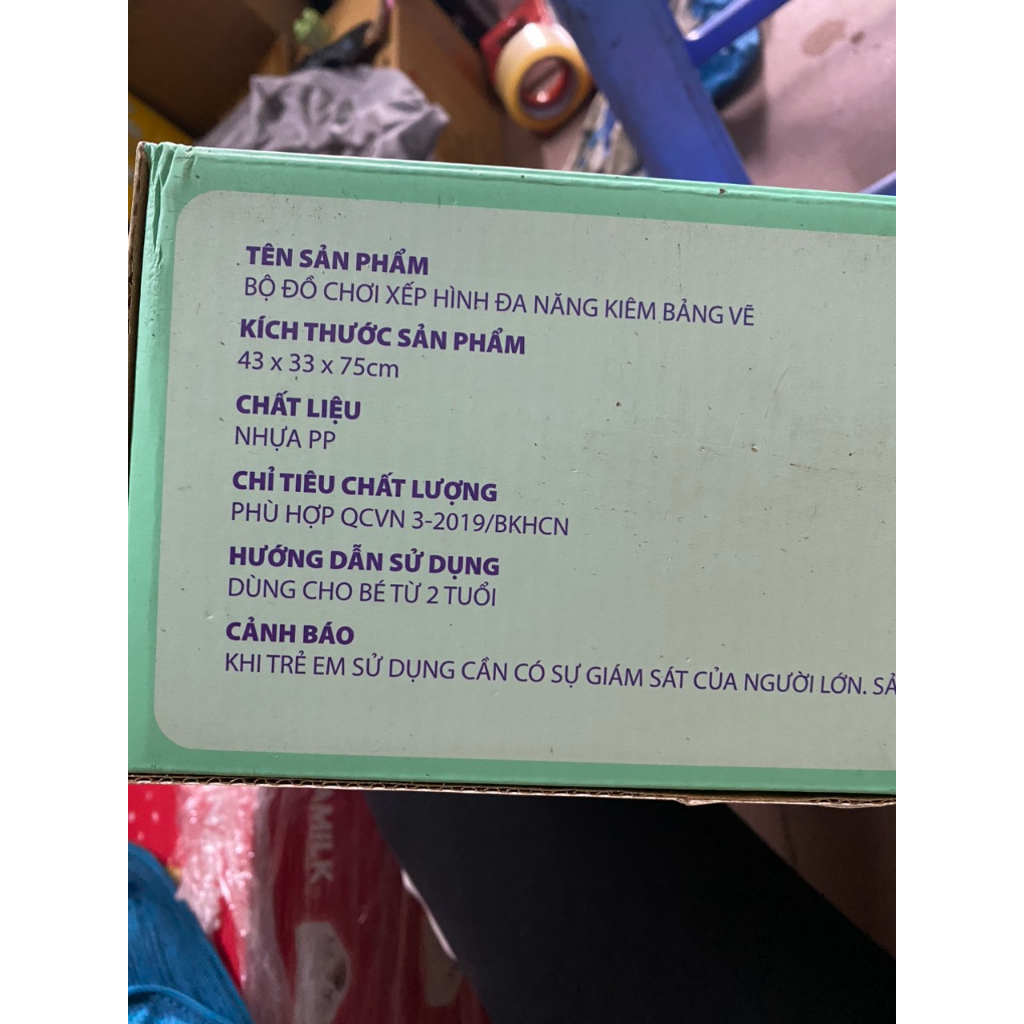 TÊN SẢN PHẨM
BỘ ĐỒ CHƠI XẾP HÌNH ĐA NĂNG KIÊM BẢNG VẼ
KÍCH THƯỚC SẢN PHẨM
43 x 33 x 75cm
CHẤT LIỆU
NHỰA PP
CHỈ TIÊU CHẤT LƯỢNG
PHÙ HỢP QCVN 3-2019/BKHCN
HƯỚNG DẪN SỬ DỤNG
DÙNG CHO BÉ TỪ 2 TUỔI
CẢNH BÁO
KHI TRẺ EM SỬ DỤNG CẦN CÓ SỰ GIÁM SÁT CỦA NGƯỜI LỚN.